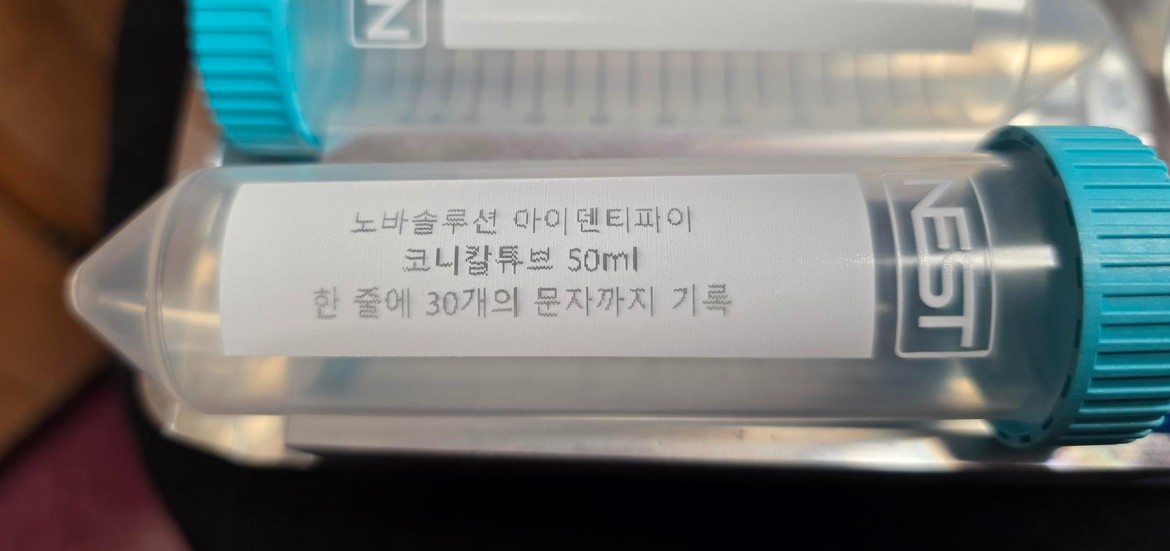 N
노바솔루션 아이덴티파이
코니칼튜브 50ml
한 줄에 30개의 문자까지 기록
NEST